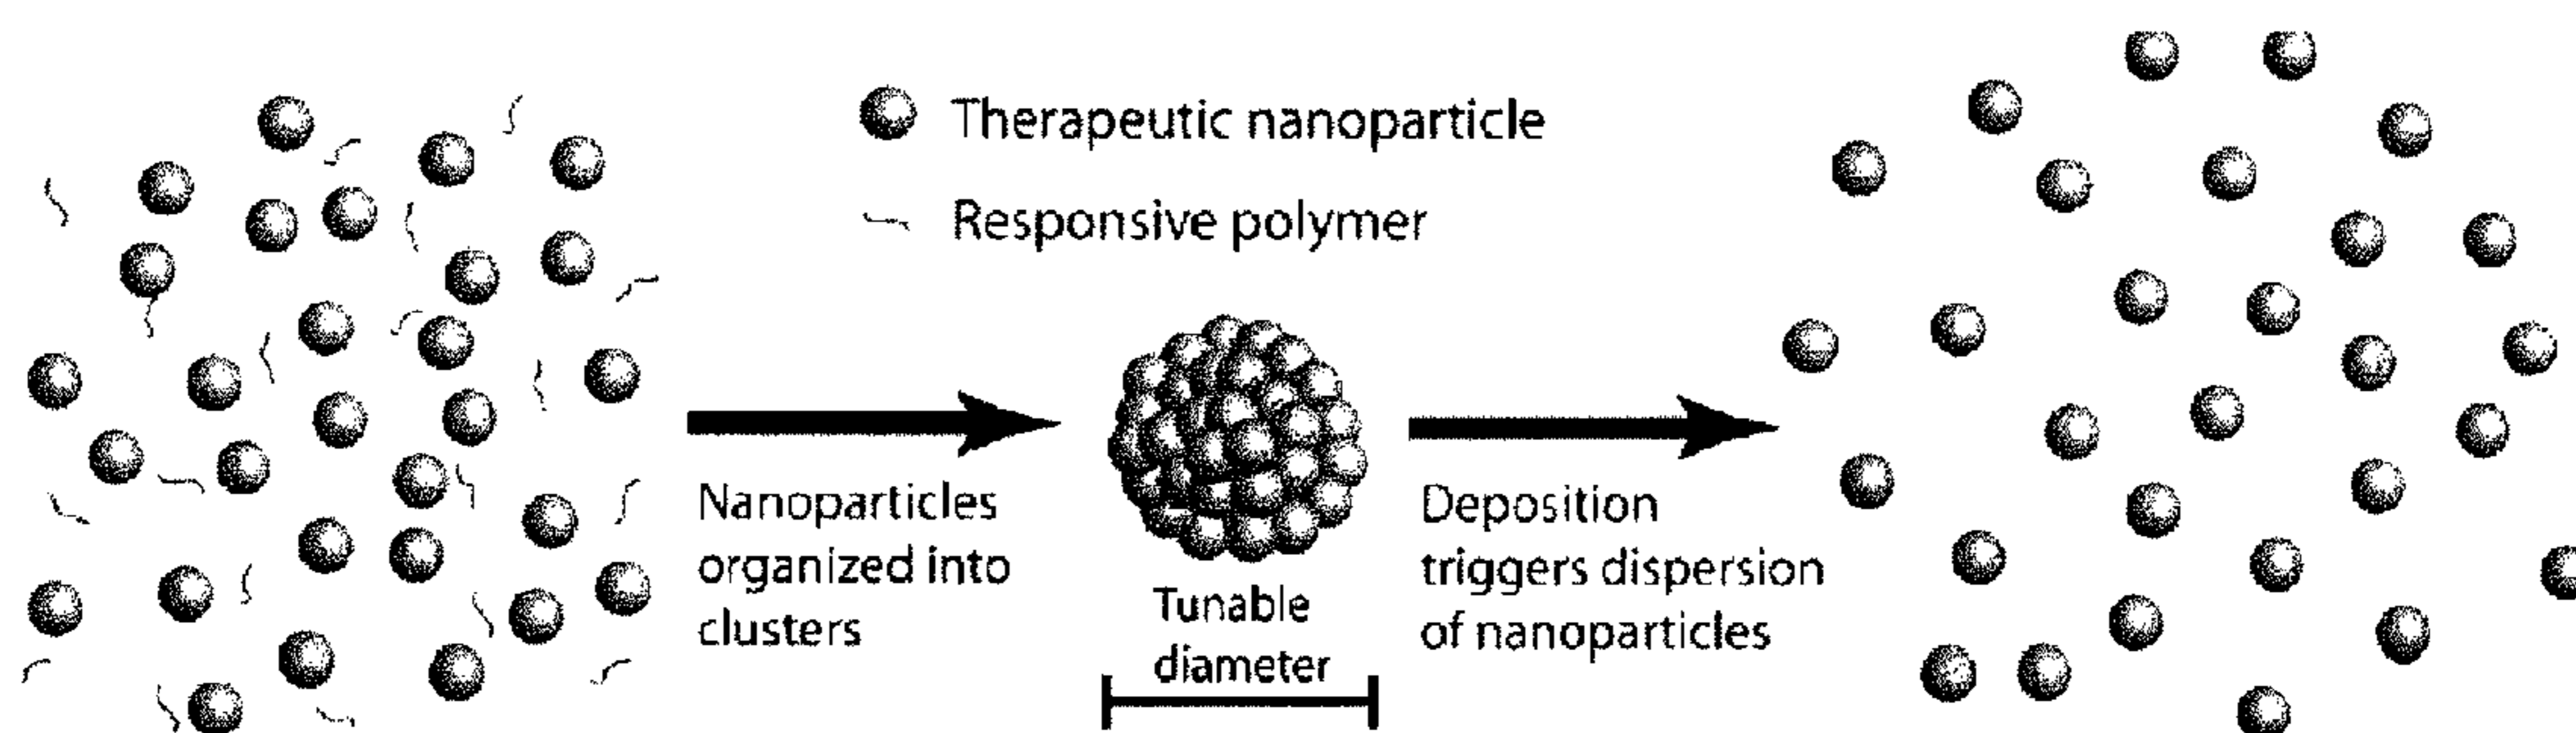 Therapeutic nanoparticle
Responsive polymer
Nanoparticles
organized into
clusters
Tunable
diameter
Deposition
triggers dispersion
of nanoparticles